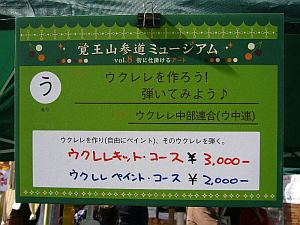 覚王山参道ミュージアム
vol.8 街に仕掛けるアート
う
ウクレレを作ろう!
弾いてみよう♪
ウクレレ中部連合(ウ中連)
ウクレレを作り(自由にペイント)、そのウクレレを弾く。
ウクレレキット・コース ¥3,000-
ウクレレペイント・コース ¥2,000-